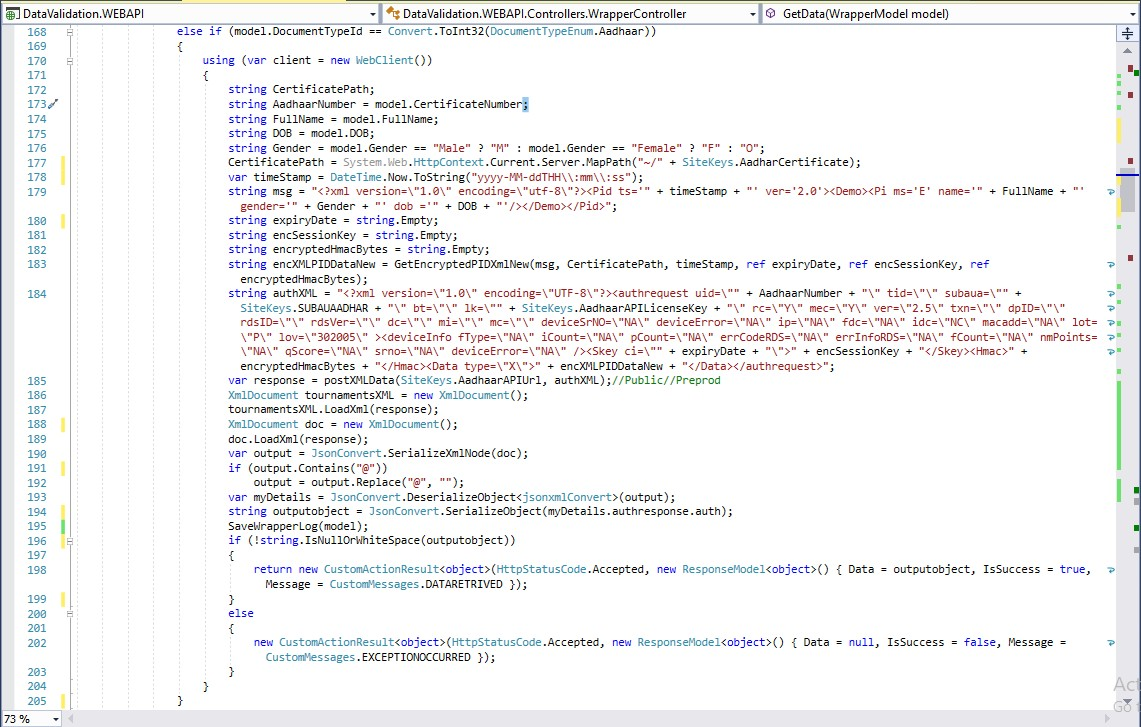 DataValidation.WEBAPI
DataValidation.WEBAPI.Controllers.WrapperController
GetData(WrapperModel model)
168 else if (model.DocumentTypeId == Convert.ToInt32(DocumentTypeEnum.Aadhaar))
169 {
170 using (var client = new WebClient())
171 {
172 string CertificatePath;
173 string AadhaarNumber = model.CertificateNumber;
174 string FullName = model.FullName;
175 string DOB = model.DOB;
176 string Gender = model.Gender == "Male" ? "M" : model.Gender == "Female" ? "F" : "O";
177 CertificatePath = System.Web.HttpContext.Current.Server.MapPath("~/" + SiteKeys.AadharCertificate);
178 var timeStamp = DateTime.Now.ToString("yyyy-MM-ddTHH\\:mm\\:ss");
179 string msg = "<?xml version=\"1.0\" encoding=\"utf-8\"?><Pid ts='" + timeStamp + "' ver='2.0'><Demo><Pi ms='E' name='" + FullName + "'
gender='" + Gender + "' dob ='" + DOB + "'/></Demo></Pid>";
180 string expiryDate = string.Empty;
181 string encSessionKey = string.Empty;
182 string encryptedHmacBytes = string.Empty;
183 string encXMLPIDDataNew = GetEncryptedPIDXmlNew(msg, CertificatePath, timeStamp, ref expiryDate, ref encSessionKey, ref
encryptedHmacBytes);
184 string authXML = "<?xml version=\"1.0\" encoding=\"UTF-8\"?><authrequest uid=\"" + AadhaarNumber + "\" tid=\"\" subaua=\"" +
SiteKeys.SUBAUAADHAR + "\" bt=\"\" lk=\"" + SiteKeys.AadharAPILicenseKey + "\" rc=\"Y\" mec=\"Y\" ver=\"2.5\" txn=\"\" dpID=\"\"
rdsID=\"\" rdsVer=\"\" dc=\"\" mi=\"\" mc=\"\" deviceSrNO=\"NA\" deviceError=\"NA\" ip=\"NA\" fdc=\"NA\" idc=\"NC\" macadd=\"NA\" lot=
\"P\" lov=\"302005\" ><deviceInfo fType=\"NA\" iCount=\"NA\" pCount=\"NA\" errCodeRDS=\"NA\" errInfoRDS=\"NA\" fCount=\"NA\" nmPoints=
\"NA\" qScore=\"NA\" srno=\"NA\" deviceError=\"NA\" /><Skey ci=\"" + expiryDate + "\">" + encSessionKey + "</Skey><Hmac>" +
encryptedHmacBytes + "</Hmac><Data type=\"X\">" + encXMLPIDDataNew + "</Data></authrequest>";
185 var response = postXMLData(SiteKeys.AadhaarAPIUrl, authXML);//Public//Preprod
186 XmlDocument tournamentsXML = new XmlDocument();
187 tournamentsXML.LoadXml(response);
188 XmlDocument doc = new XmlDocument();
189 doc.LoadXml(response);
190 var output = JsonConvert.SerializeXmlNode(doc);
191 if (output.Contains("@"))
192 output = output.Replace("@", "");
193 var myDetails = JsonConvert.DeserializeObject<jsonxmlConvert>(output);
194 string outputobject = JsonConvert.SerializeObject(myDetails.authresponse.auth);
195 SaveWrapperLog(model);
196 if (!string.IsNullOrWhiteSpace(outputobject))
197 {
198 return new CustomActionResult<object>(HttpStatusCode.Accepted, new ResponseModel<object>() { Data = outputobject, IsSuccess = true,
Message = CustomMessages.DATARETRIVED });
199 }
200 else
201 {
202 new CustomActionResult<object>(HttpStatusCode.Accepted, new ResponseModel<object>() { Data = null, IsSuccess = false, Message =
CustomMessages.EXCEPTIONOCCURRED });
203 }
204 }
205 }
73 %